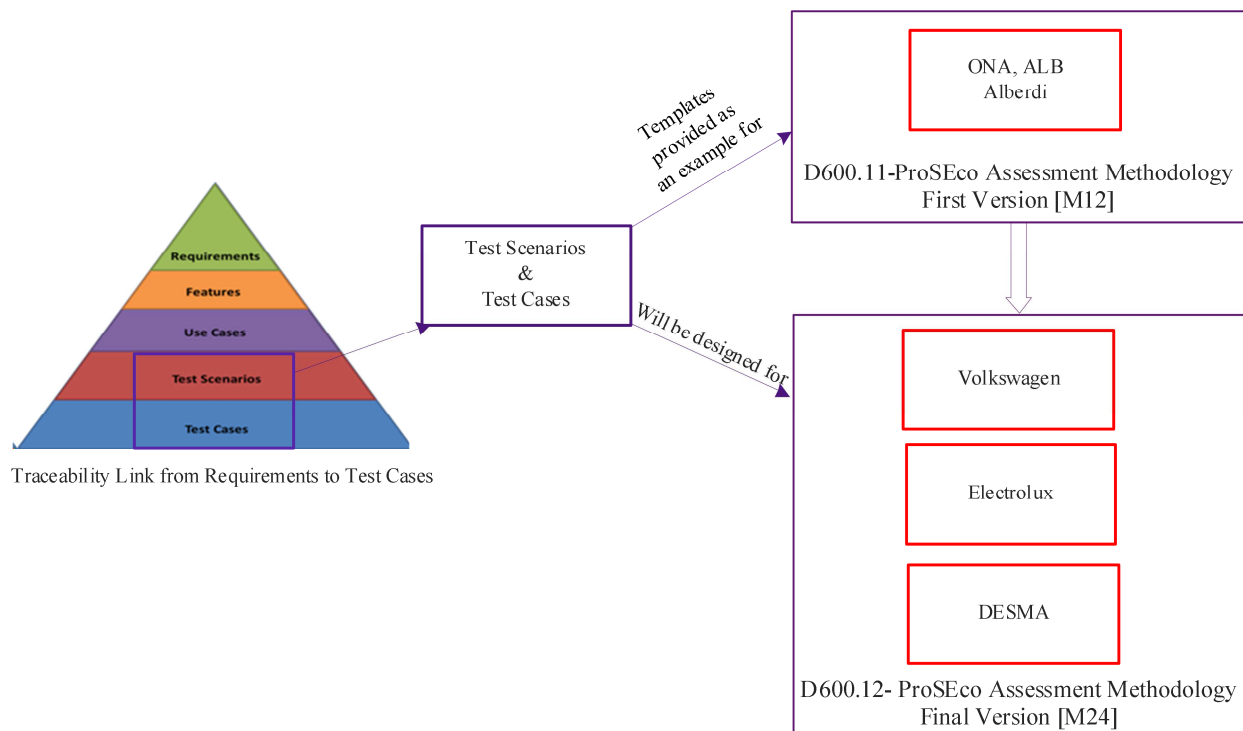 Requirements
Features
Use Cases
Test Scenarios
Test Cases
Traceability Link from Requirements to Test Cases
Test Scenarios
&
Test Cases
Templates
provided as
an example for
Will be designed for
ONA, ALB
Alberdi
D600.11-ProSEco Assessment Methodology
First Version [M12]
Volkswagen
Electrolux
DESMA
D600.12- ProSEco Assessment Methodology
Final Version [M24]